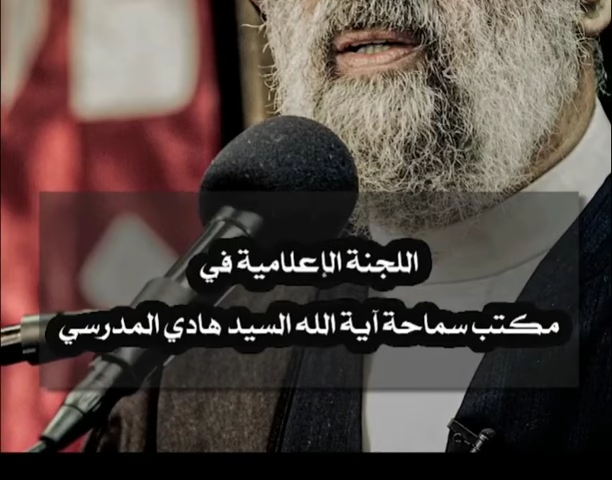 اللجنة الإعلامية في
مكتب سماحة آية الله السيد هادي المدرسي